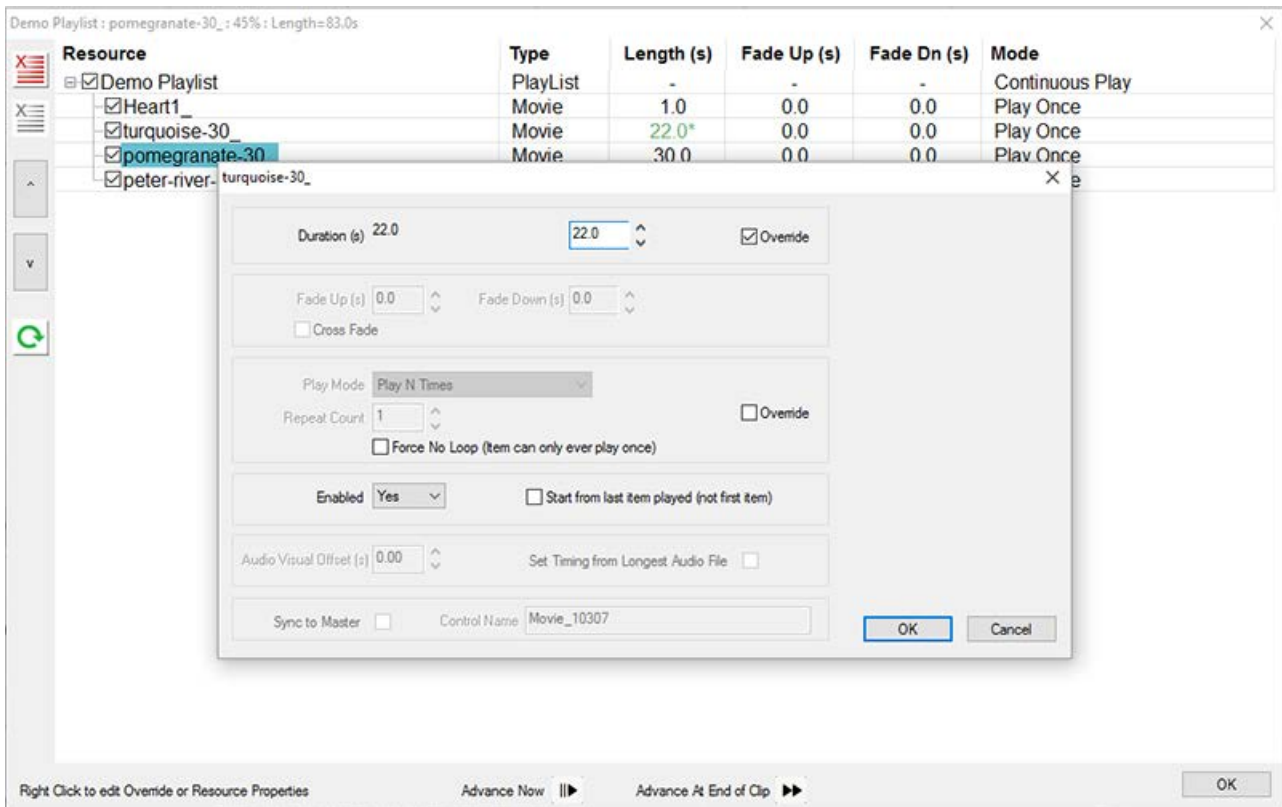 Demo Playlist : pomegranate-30_ : 45% : Length=83.0s
Resource Type Length (s) Fade Up (s) Fade Dn (s) Mode
Demo Playlist PlayList - - - Continuous Play
Heart1_ Movie 1.0 0.0 0.0 Play Once
turquoise-30_ Movie 22.0* 0.0 0.0 Play Once
pomegranate-30_ Movie 30.0 0.0 0.0 Play Once
peter-river-
turquoise-30_
Duration (s) 22.0 22.0 Override
Fade Up (s) 0.0 Fade Down (s) 0.0
Cross Fade
Play Mode Play N Times
Repeat Count 1 Override
Force No Loop (Item can only ever play once)
Enabled Yes Start from last item played (not first item)
Audio Visual Offset (s) 0.00 Set Timing from Longest Audio File
Sync to Master Control Name Movie_10307
OK Cancel
Right Click to edit Override or Resource Properties Advance Now Advance At End of Clip OK